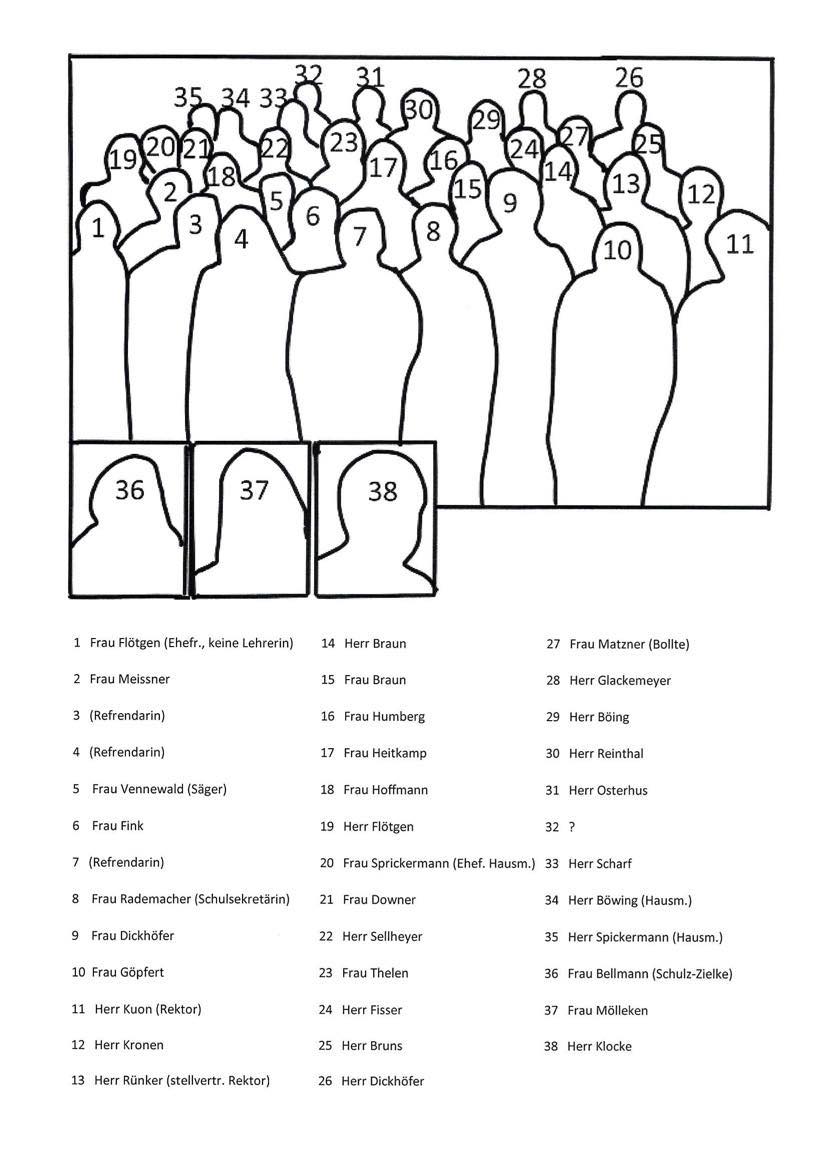 32 31 28 26
35 34 33 30 29
19 20 21 22 23 24 27 25
18 17 16 15 14 13 12
2 5 6 9
1 3 4 7 8 10 11
36 37 38
1 Frau Flötgen (Ehefr., keine Lehrerin)
2 Frau Meissner
3 (Refrendarin)
4 (Refrendarin)
5 Frau Vennewald (Säger)
6 Frau Fink
7 (Refrendarin)
8 Frau Rademacher (Schulsekretärin)
9 Frau Dickhöfer
10 Frau Göpfert
11 Herr Kuon (Rektor)
12 Herr Kronen
13 Herr Rünker (stellvertr. Rektor)
14 Herr Braun
15 Frau Braun
16 Frau Humberg
17 Frau Heitkamp
18 Frau Hoffmann
19 Herr Flötgen
20 Frau Sprickermann (Ehef. Hausm.)
21 Frau Downer
22 Herr Sellheyer
23 Frau Thelen
24 Herr Fisser
25 Herr Bruns
26 Herr Dickhöfer
27 Frau Matzner (Bollte)
28 Herr Glackemeyer
29 Herr Böing
30 Herr Reinthal
31 Herr Osterhus
32 ?
33 Herr Scharf
34 Herr Böwing (Hausm.)
35 Herr Spickermann (Hausm.)
36 Frau Bellmann (Schulz-Zielke)
37 Frau Mölleken
38 Herr Klocke